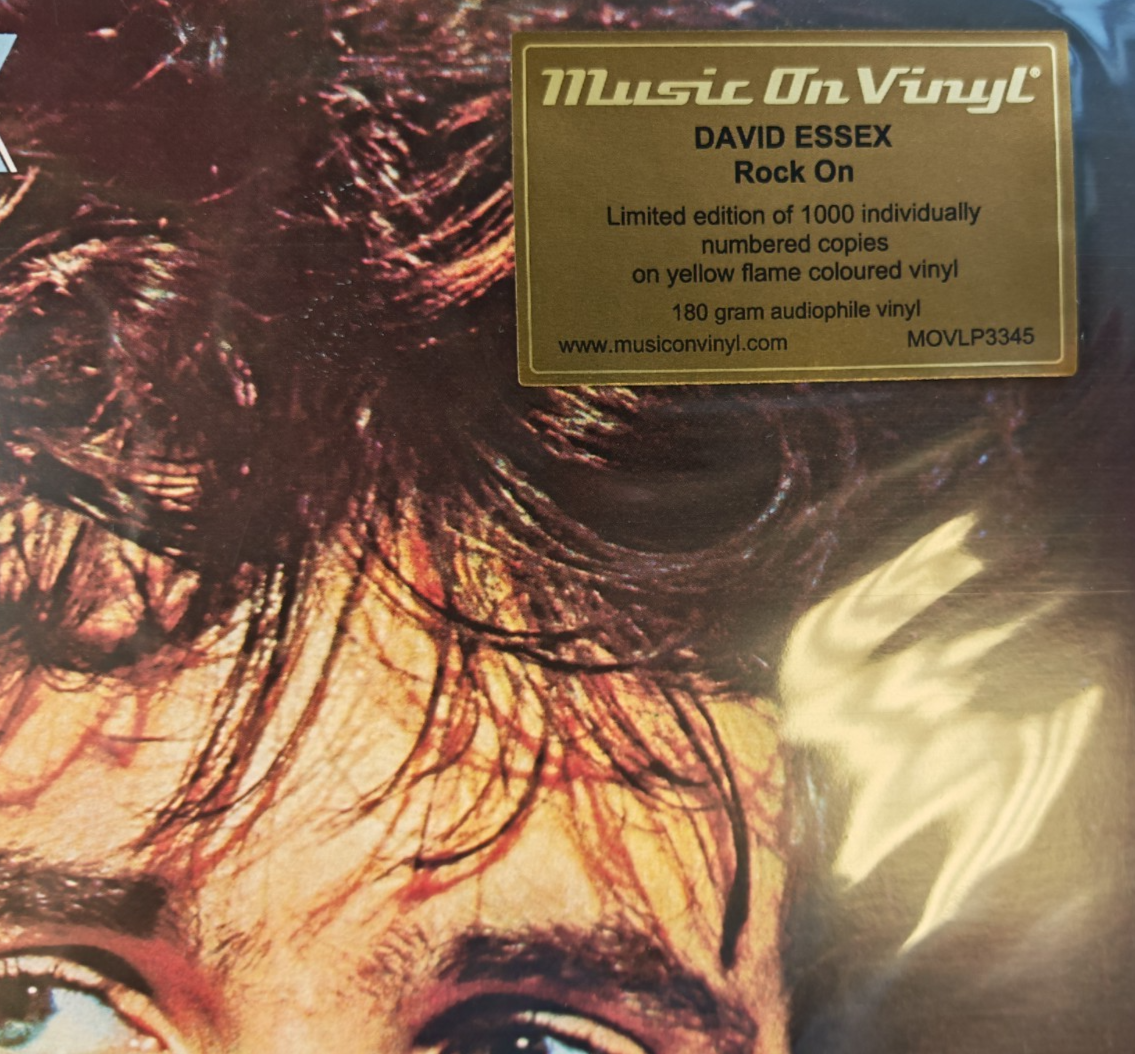 Music On Vinyl®
DAVID ESSEX
Rock On
Limited edition of 1000 individually
numbered copies
on yellow flame coloured vinyl
180 gram audiophile vinyl
www.musiconvinyl.com
MOVLP3345